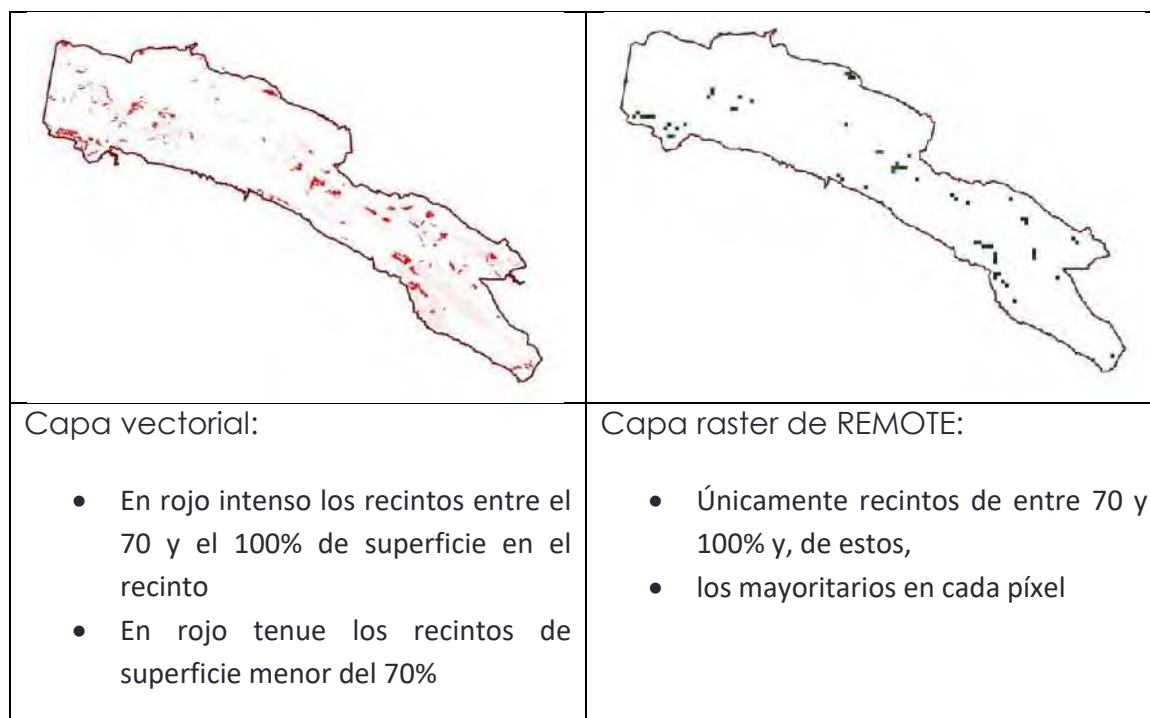 Capa vectorial:
• En rojo intenso los recintos entre el
70 y el 100% de superficie en el
recinto
• En rojo tenue los recintos de
superficie menor del 70%
Capa raster de REMOTE:
• Únicamente recintos de entre 70 y
100% y, de estos,
• los mayoritarios en cada píxel